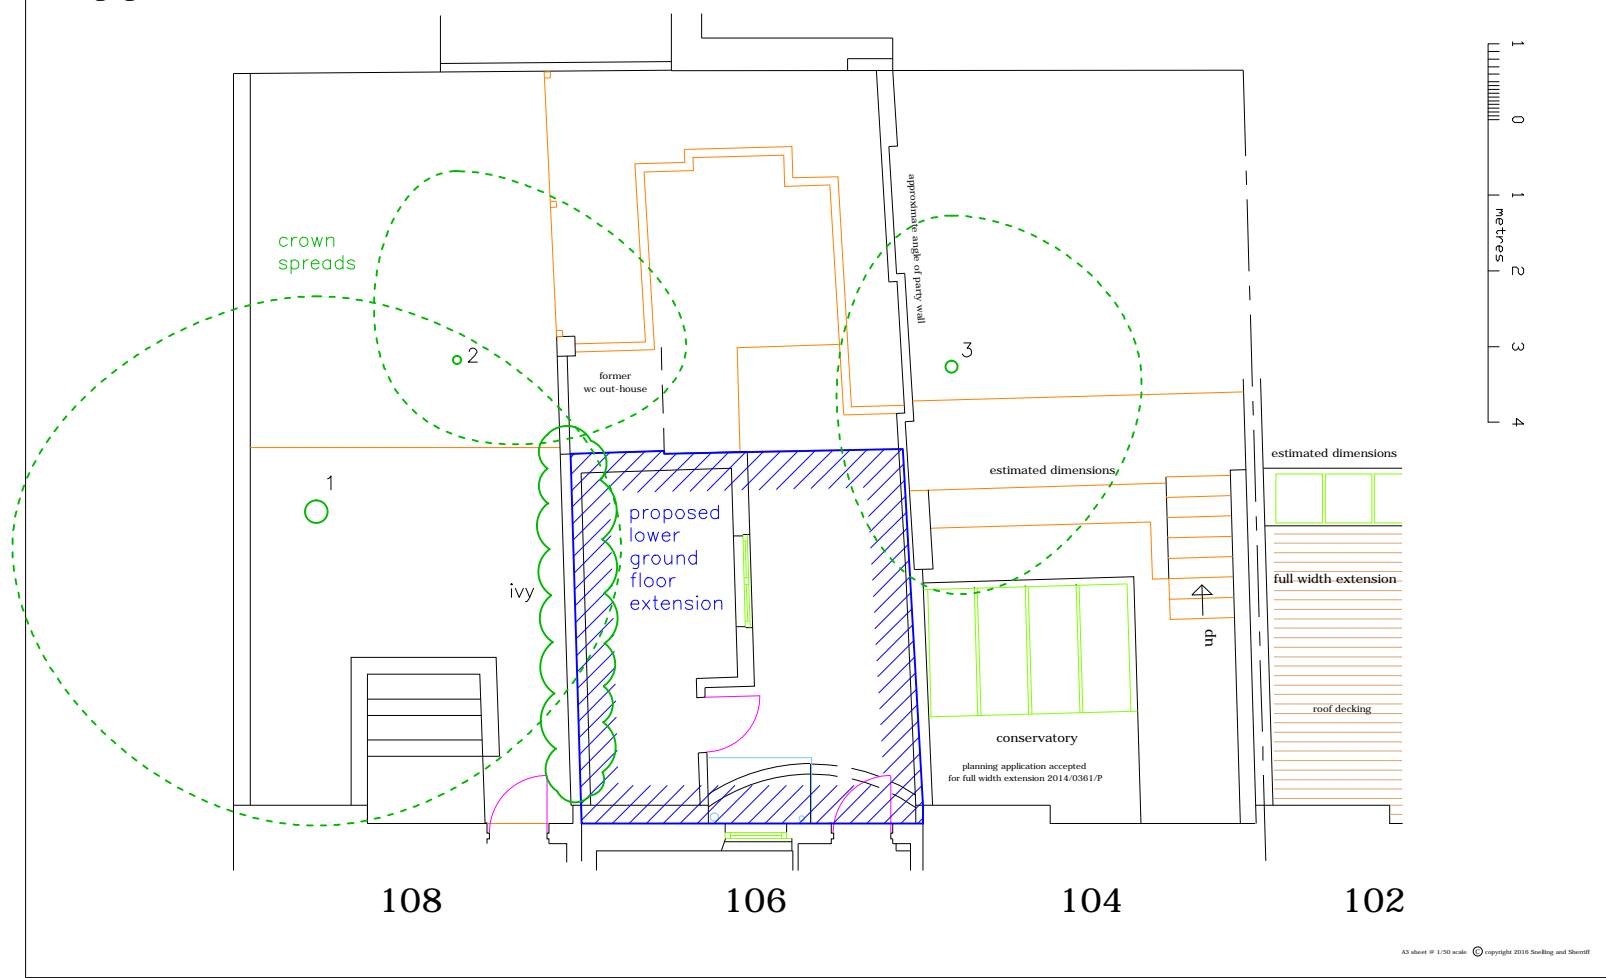 crown
spreads
1
2
3
former
wc out-house
approximate angle of party wall
proposed
lower
ground
floor
extension
ivy
estimated dimensions
estimated dimensions
full width extension
roof decking
dn
conservatory
planning application accepted
for full width extension 2014/0361/P
1
0
1
metres
2
3
4
108
106
104
102
A3 sheet @ 1/50 scale © copyright 2016 Snelling and Sherriff